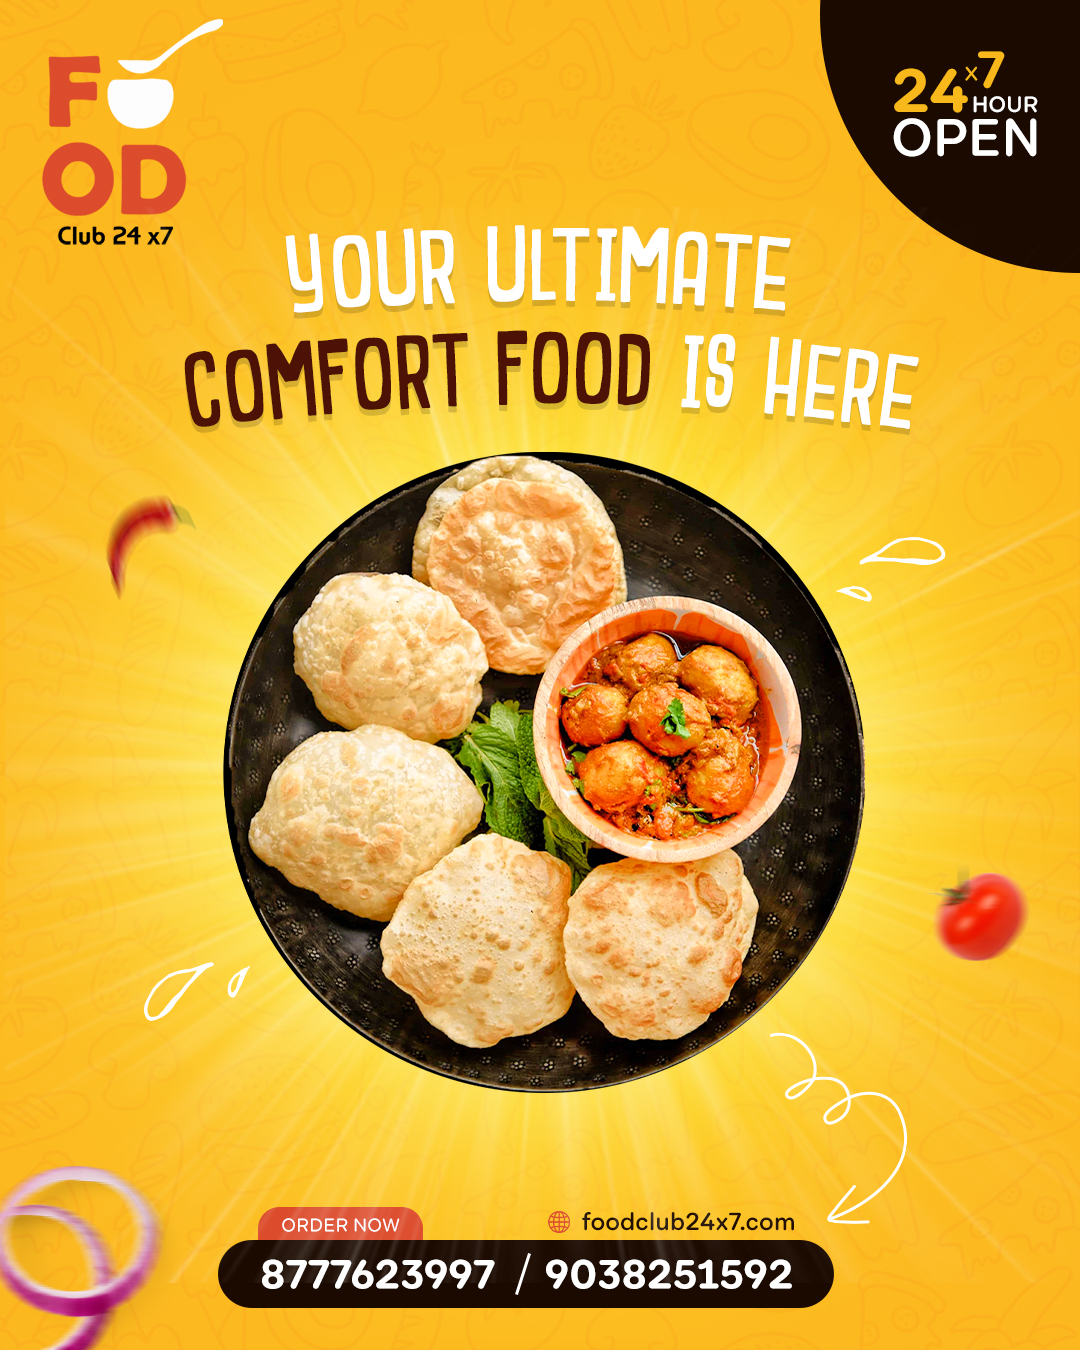 FOOD
Club 24 x7
24x7
HOUR
OPEN
YOUR ULTIMATE
COMFORT FOOD IS HERE
ORDER NOW
foodclub24x7.com
8777623997 / 9038251592